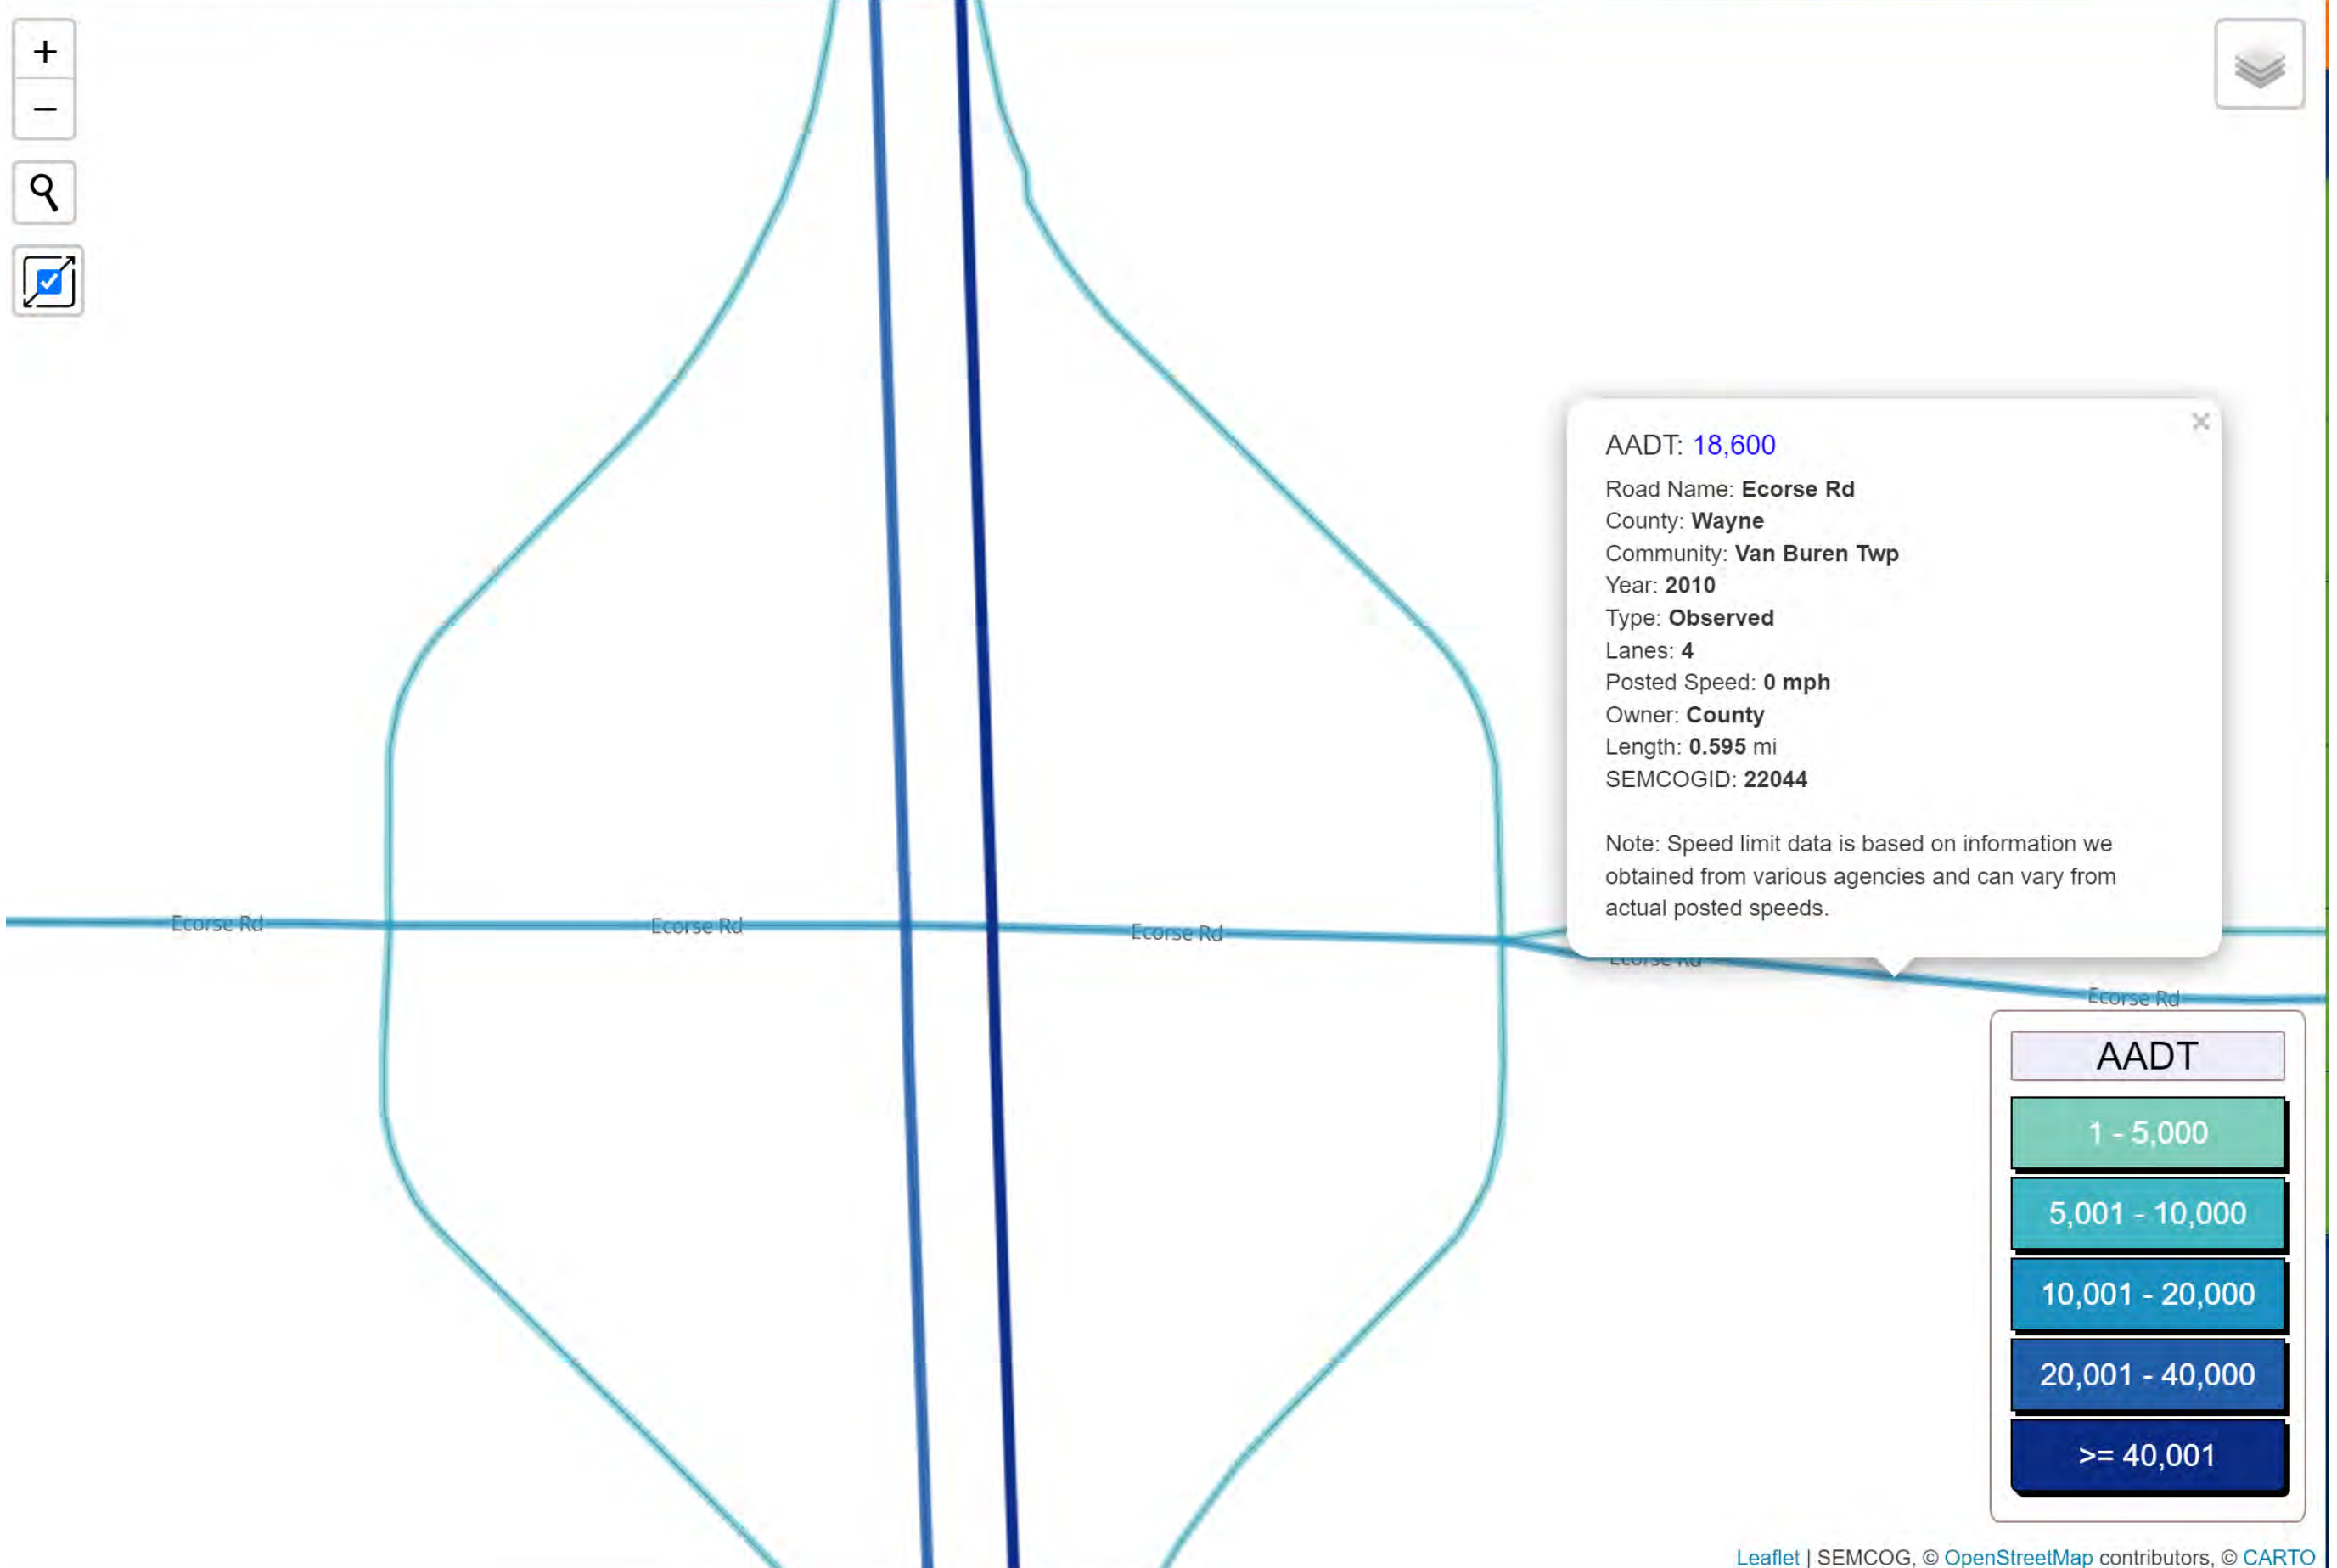 +
−
AADT: 18,600
Road Name: Ecorse Rd
County: Wayne
Community: Van Buren Twp
Year: 2010
Type: Observed
Lanes: 4
Posted Speed: 0 mph
Owner: County
Length: 0.595 mi
SEMCOGID: 22044
Note: Speed limit data is based on information we
obtained from various agencies and can vary from
actual posted speeds.
×
Ecorse Rd
Ecorse Rd
Ecorse Rd
Ecorse Rd
Ecorse Rd
AADT
1 - 5,000
5,001 - 10,000
10,001 - 20,000
20,001 - 40,000
>= 40,001
Leaflet | SEMCOG, © OpenStreetMap contributors, © CARTO